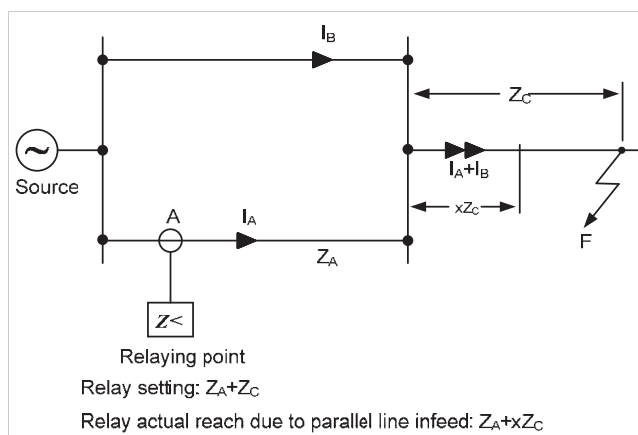 I_B
Z_C
Source
A
I_A
I_A+I_B
xZ_C
Z_A
F
Z<
Relaying point
Relay setting: Z_A+Z_C
Relay actual reach due to parallel line infeed: Z_A+xZ_C